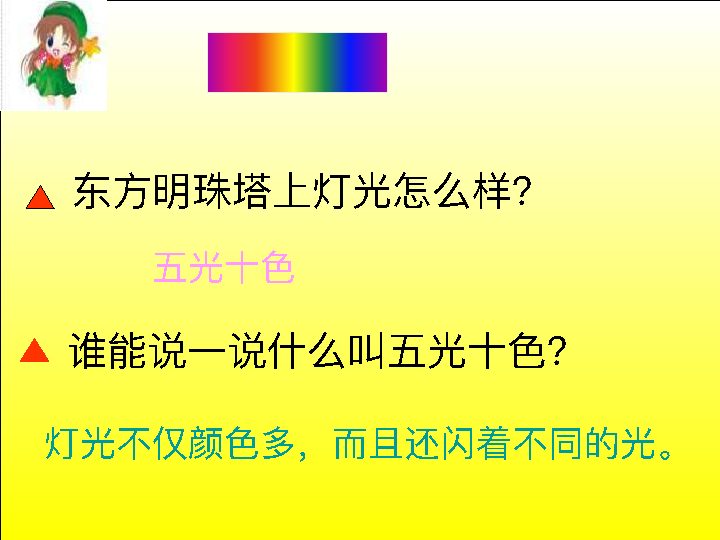 东方明珠塔上灯光怎么样?
五光十色
谁能说一说什么叫五光十色?
灯光不仅颜色多，而且还闪着不同的光。